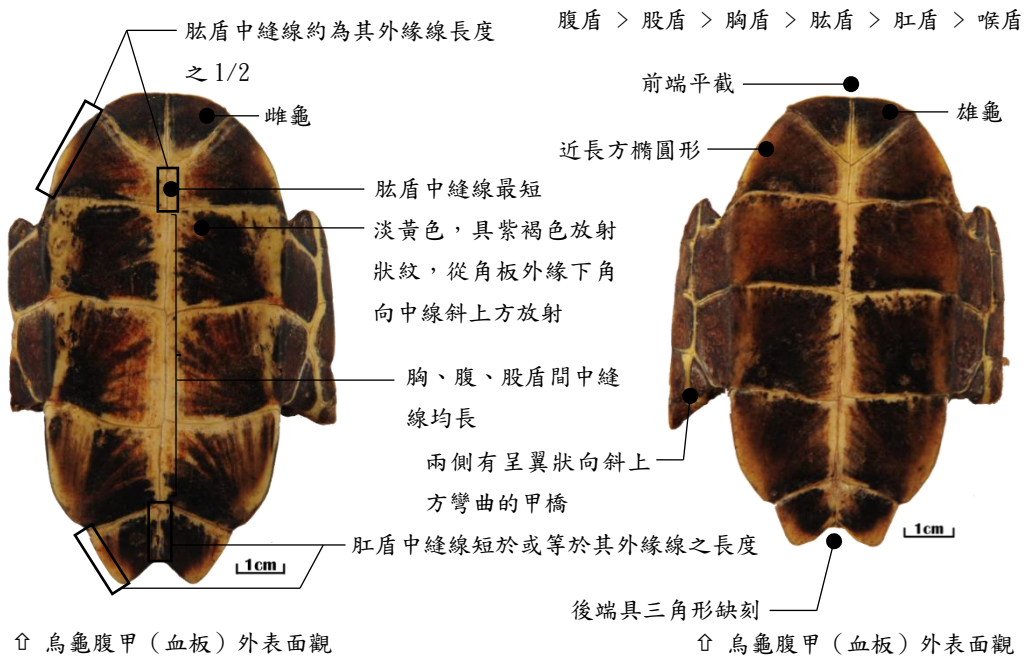 肱盾中縫線約為其外緣線長度
之 1/2
雌龜
肱盾中縫線最短
淡黃色，具紫褐色放射
狀紋，從角板外緣下角
向中線斜上方放射
胸、腹、股盾間中縫
線均長
肛盾中縫線短於或等於其外緣線之長度
1cm
⇧ 烏龜腹甲（血板）外表面觀
腹盾 > 股盾 > 胸盾 > 肱盾 > 肛盾 > 喉盾
前端平截
雄龜
近長方橢圓形
兩側有呈翼狀向斜上
方彎曲的甲橋
1cm
後端具三角形缺刻
⇧ 烏龜腹甲（血板）外表面觀